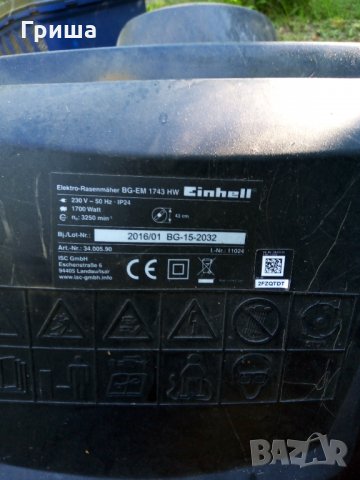 Гриша
Elektro-Rasenmäher BG-EM 1743 HW Einhell
230 V ~ 50 Hz · IP24
1700 Watt
n₀: 3250 min⁻¹
43 cm
Bj./Lot-Nr.: 2016/01 BG-15-2032
Art.-Nr.: 34.005.90 I.-Nr.: 11024
ISC GmbH
Eschenstraße 6
94405 Landau/Isar
www.isc-gmbh.info
CE
2FZQTDT
BAZAR